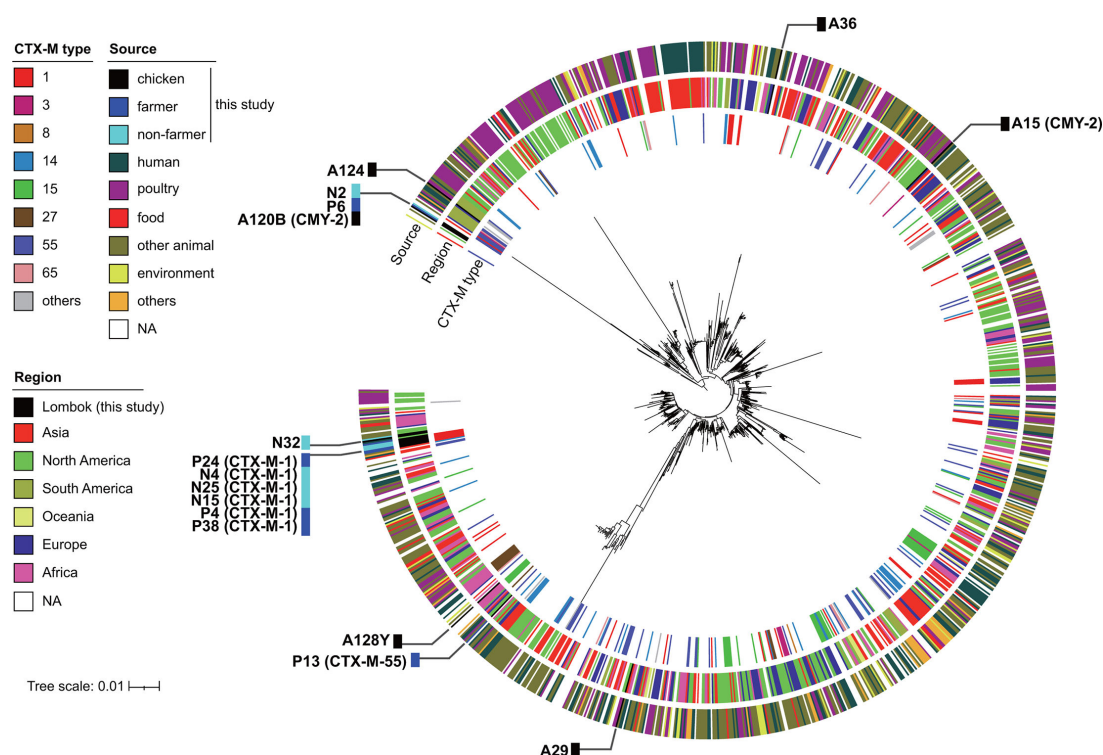 CTX-M type
1
3
8
14
15
27
55
65
others
Source
chicken
farmer
non-farmer
this study
human
poultry
food
other animal
environment
others
NA
Region
Lombok (this study)
Asia
North America
South America
Oceania
Europe
Africa
NA
Tree scale: 0.01
A36
A15 (CMY-2)
A124
N2
P6
A120B (CMY-2)
Source
Region
CTX-M type
N32
P24 (CTX-M-1)
N4 (CTX-M-1)
N25 (CTX-M-1)
N15 (CTX-M-1)
P4 (CTX-M-1)
P38 (CTX-M-1)
A128Y
P13 (CTX-M-55)
A29